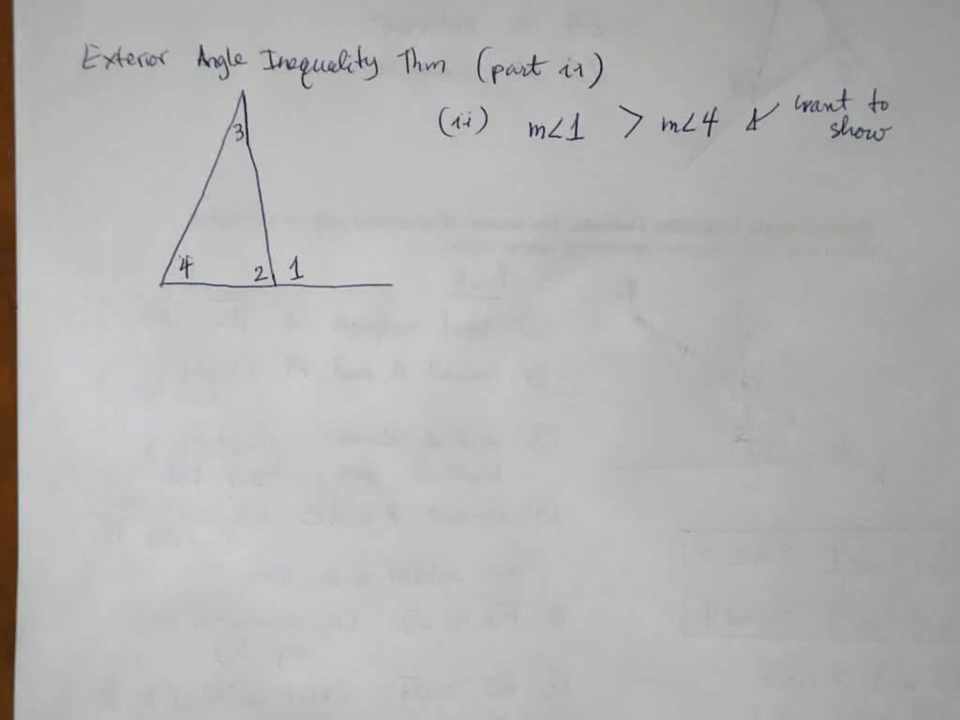 Exterior Angle Inequality Thm (part ii)
(ii) m∠1 > m∠4 & want to
show
3
4 2 1